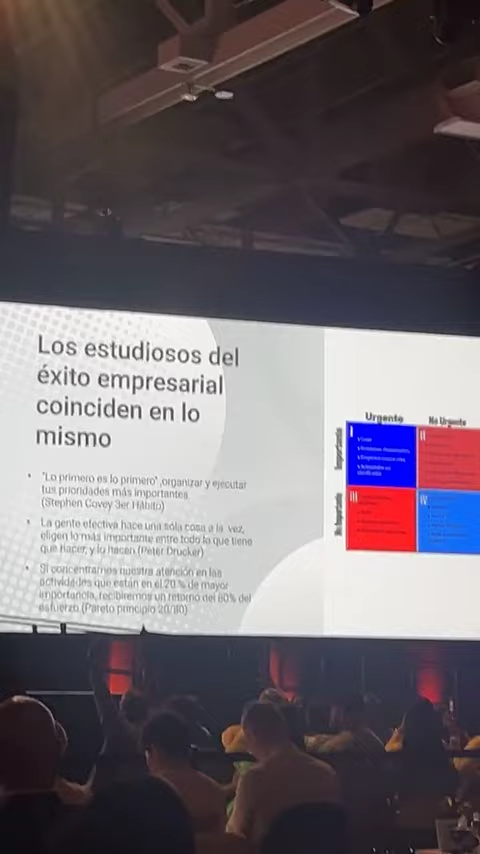 Los estudiosos del
éxito empresarial
coinciden en lo
mismo
"Lo primero es lo primero", organizar y ejecutar
tus prioridades más importantes
(Stephen Covey 3er Hábito)
La gente efectiva hace una sola cosa a la vez,
eligen lo más importante entre todo lo que tiene
que hacer, y lo hacen (Peter Drucker)
Si concentramos nuestra atención en las
actividades que están en el 20 % de mayor
importancia, recibiremos un retorno del 80% del
esfuerzo (Pareto principio 20/80)
Urgente
No Urgente
Importante
No Importante
I
II
III
IV